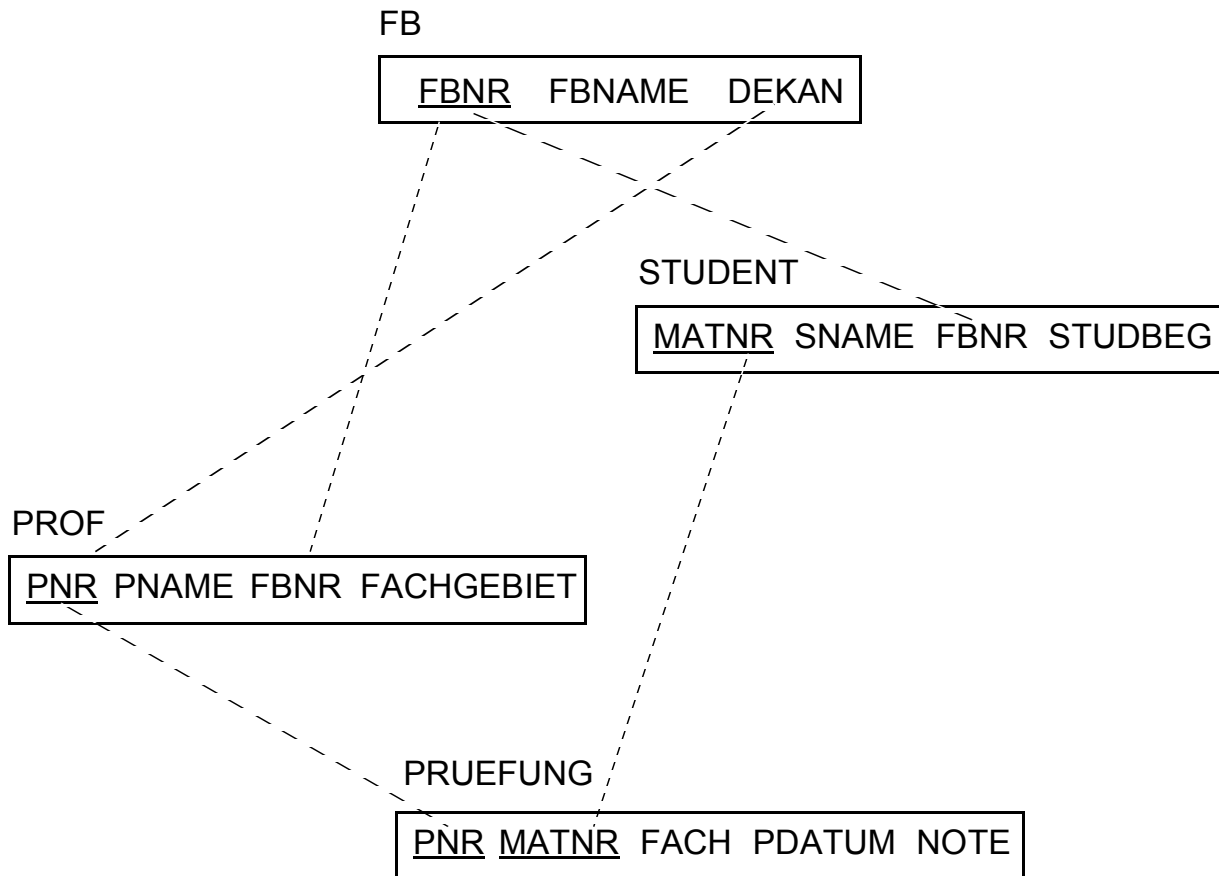 FB
FBNR FBNAME DEKAN
STUDENT
MATNR SNAME FBNR STUDBEG
PROF
PNR PNAME FBNR FACHGEBIET
PRUEFUNG
PNR MATNR FACH PDATUM NOTE